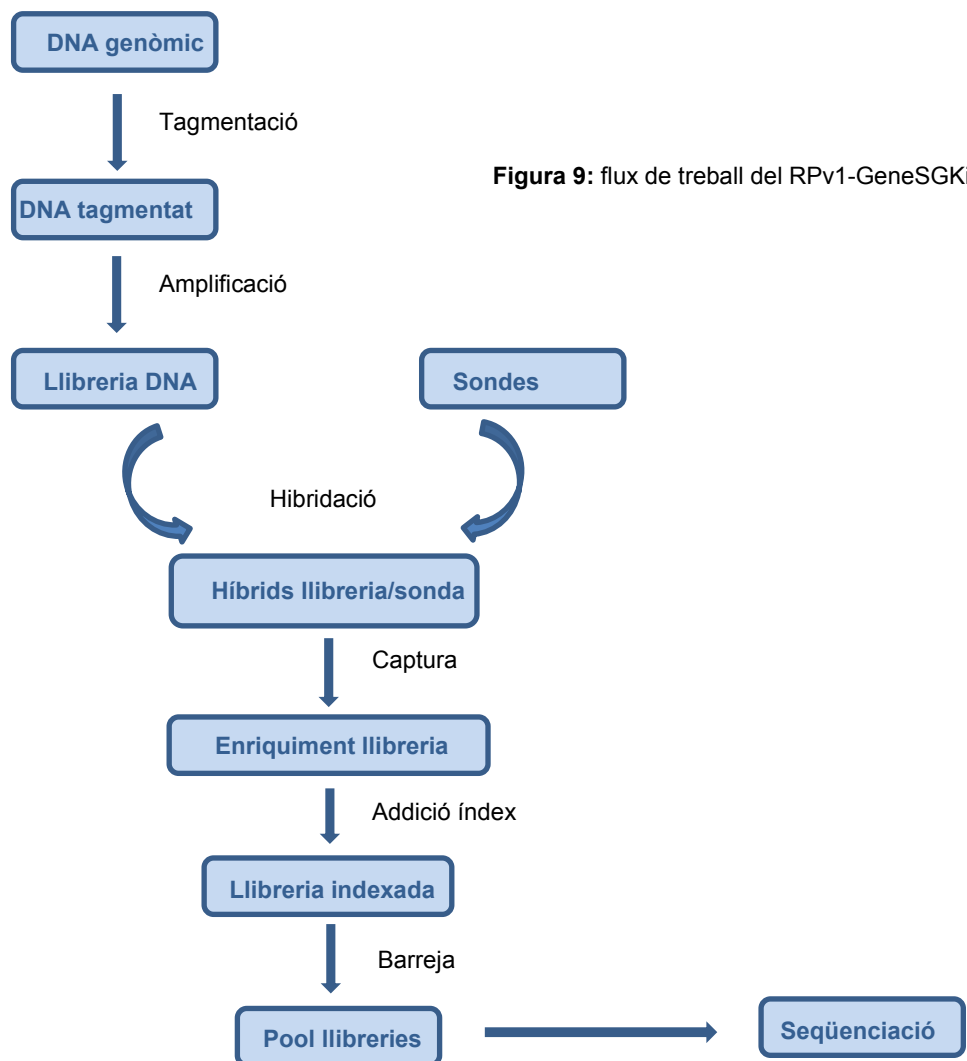 DNA genòmic
Tagmentació
Figura 9: flux de treball del RPv1-GeneSGKi
DNA tagmentat
Amplificació
Llibreria DNA
Sondes
Hibridació
Híbrids llibreria/sonda
Captura
Enriquiment llibreria
Addició índex
Llibreria indexada
Barreja
Pool llibreries
Seqüenciació